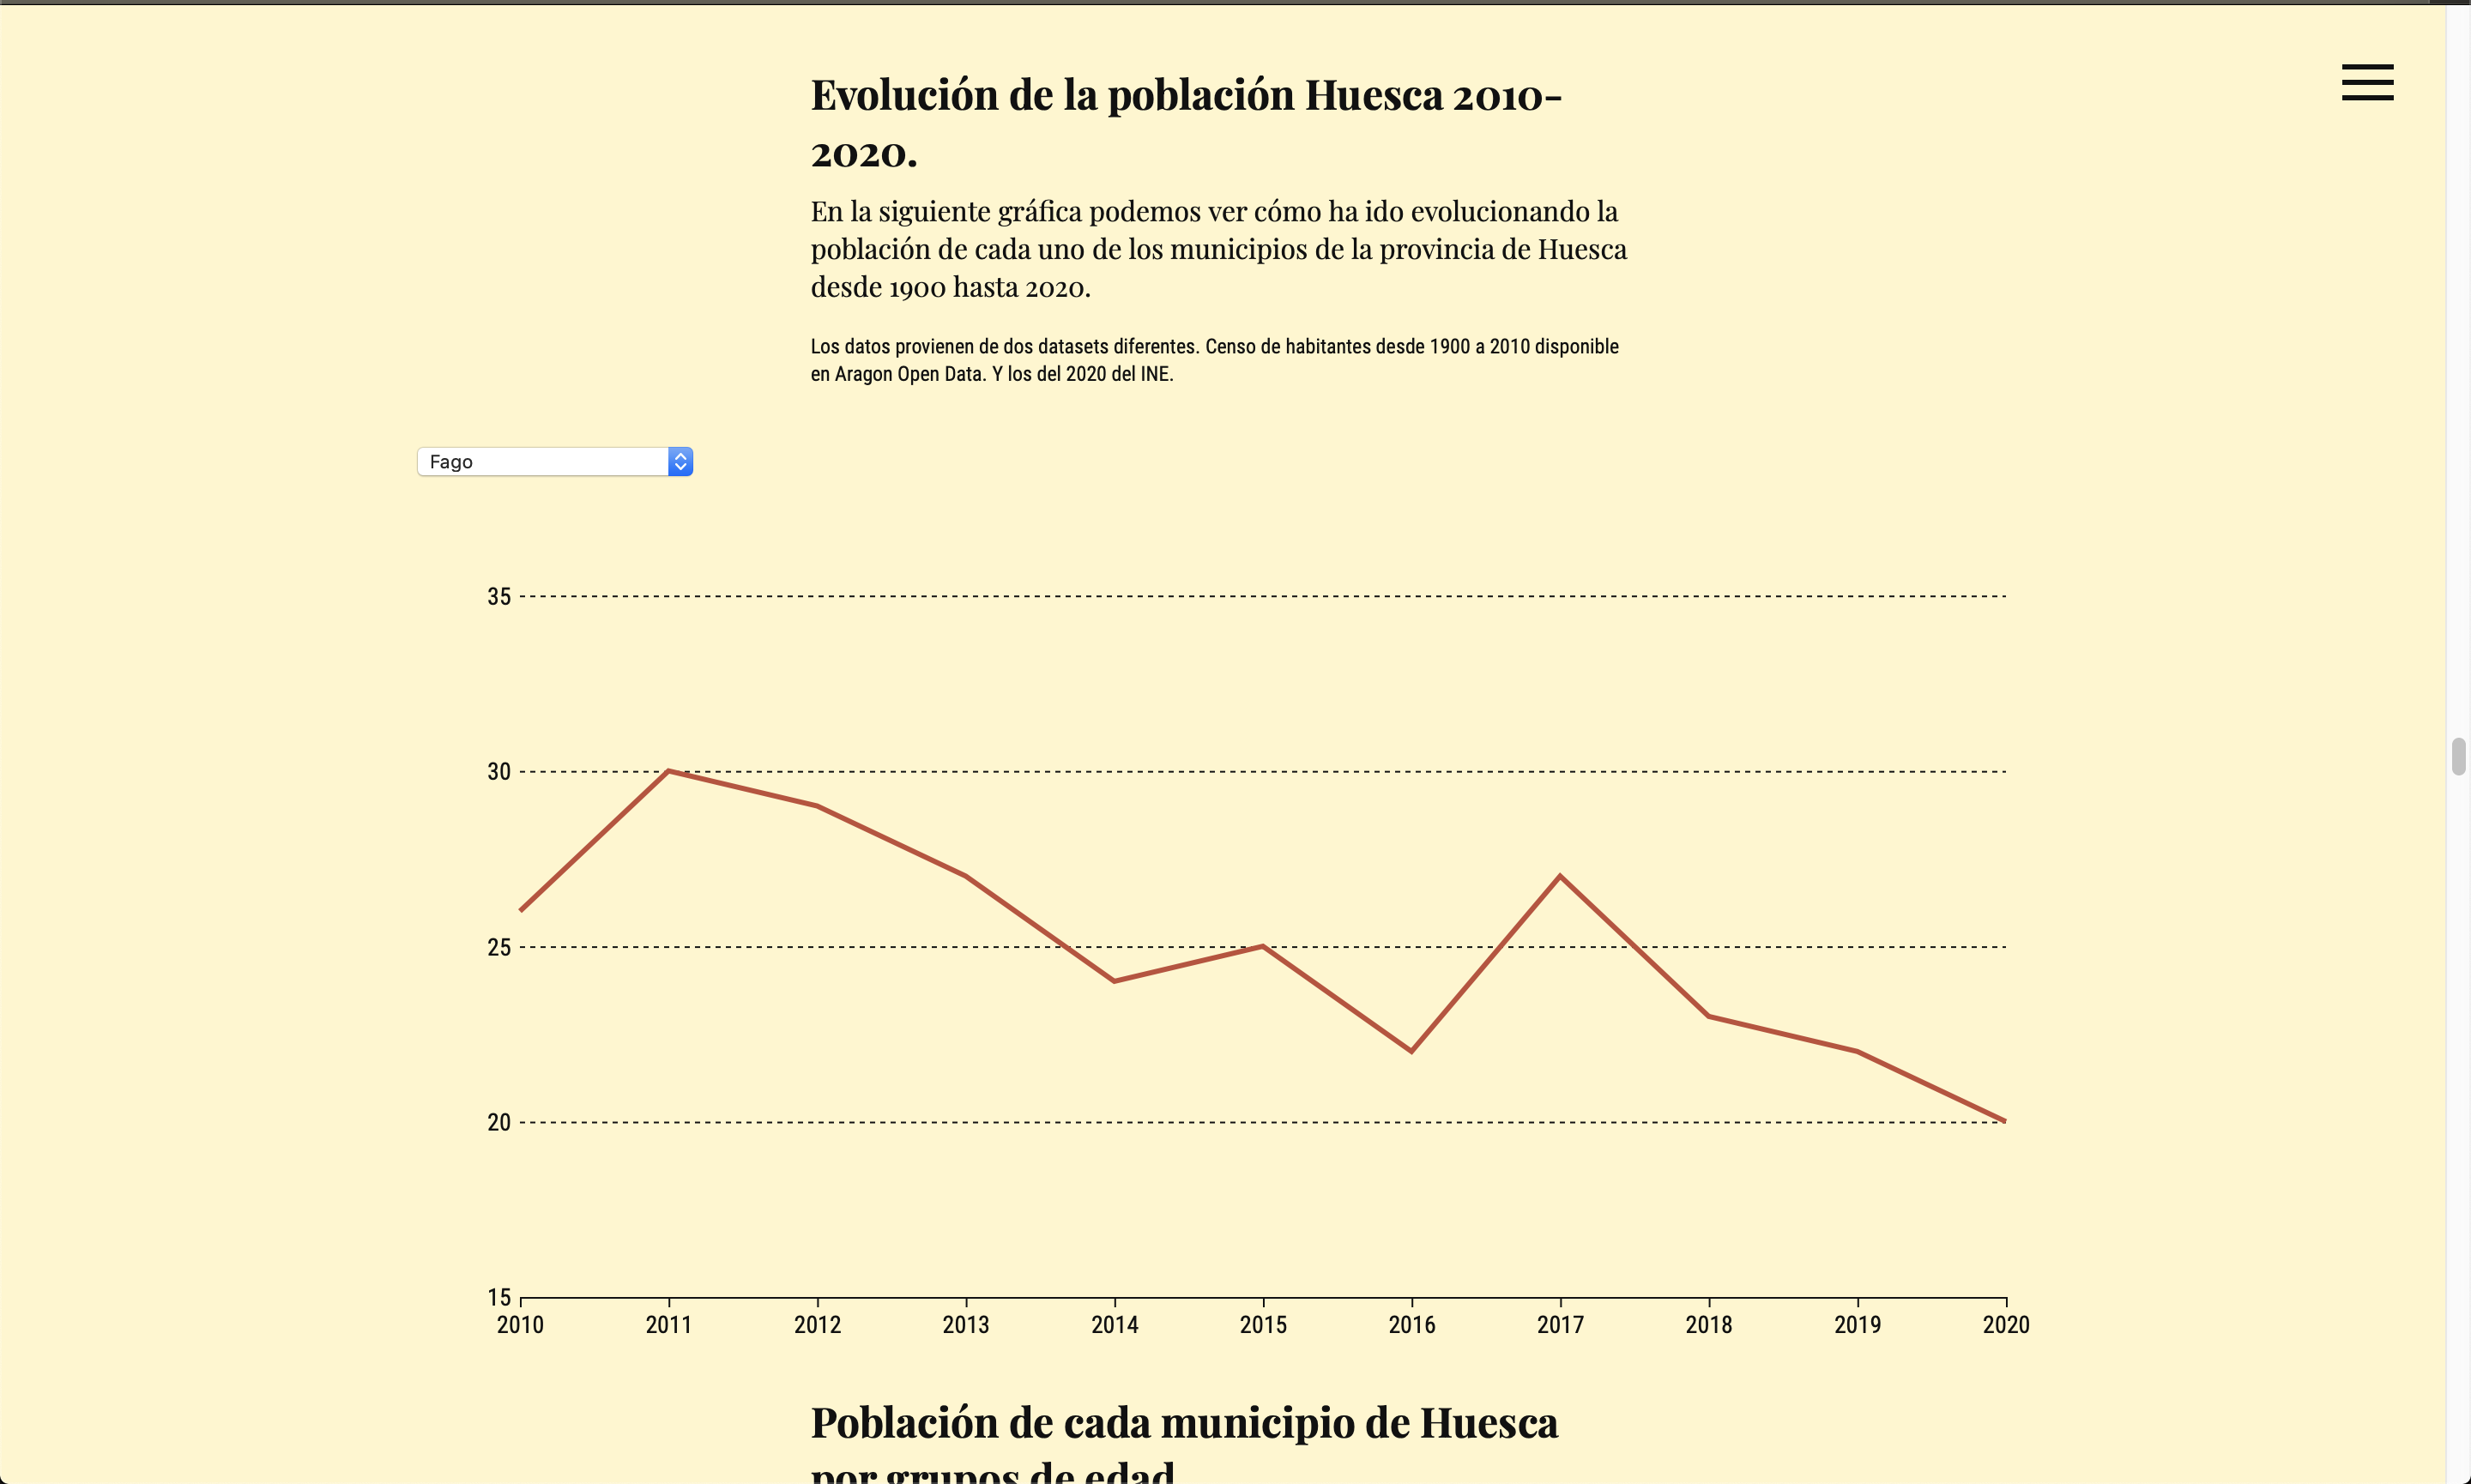 Evolución de la población Huesca 2010-
2020.
En la siguiente gráfica podemos ver cómo ha ido evolucionando la
población de cada uno de los municipios de la provincia de Huesca
desde 1900 hasta 2020.
Los datos provienen de dos datasets diferentes. Censo de habitantes desde 1900 a 2010 disponible
en Aragon Open Data. Y los del 2020 del INE.
Fago
35
30
25
20
15
2010 2011 2012 2013 2014 2015 2016 2017 2018 2019 2020
Población de cada municipio de Huesca
por grupos de edad